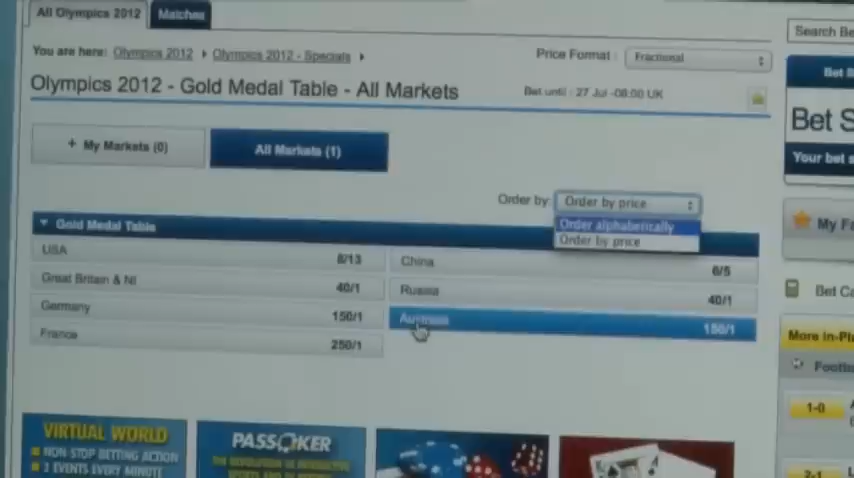 All Olympics 2012 Matches
Search Be
You are here: Olympics 2012 Olympics 2012 - Specials
Price Format : Fractional
Olympics 2012 - Gold Medal Table - All Markets
Bet until : 27 Jul -08:00 UK
Bet S
+ My Markets (0) All Markets (1)
Your bet s
Order by: Order by price
Order alphabetically
Order by price
My Fa
Gold Medal Table
USA 8/13
China 6/5
Great Britain & NI 40/1
Russia 40/1
Bet Ca
Germany 150/1
Australia 150/1
France 250/1
More In-Pl
Footb
1-0
VIRTUAL WORLD
NON-STOP BETTING ACTION
3 EVENTS EVERY MINUTE
PASSOKER
2-1